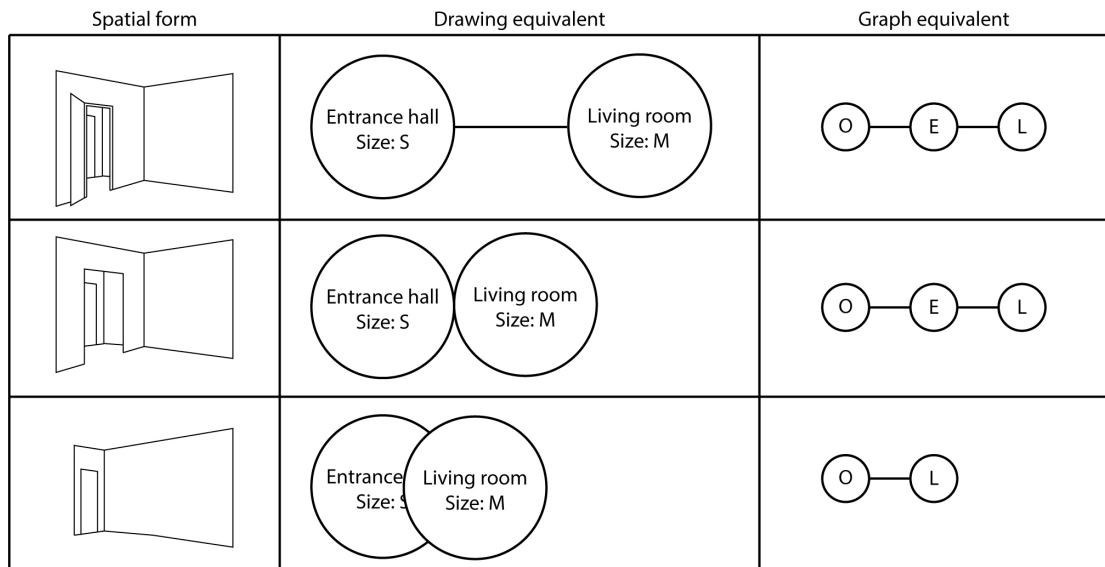 Spatial form
Drawing equivalent
Graph equivalent
Entrance hall
Size: S
Living room
Size: M
O
E
L
Entrance hall
Size: S
Living room
Size: M
O
E
L
Entrance
Size: S
Living room
Size: M
O
L